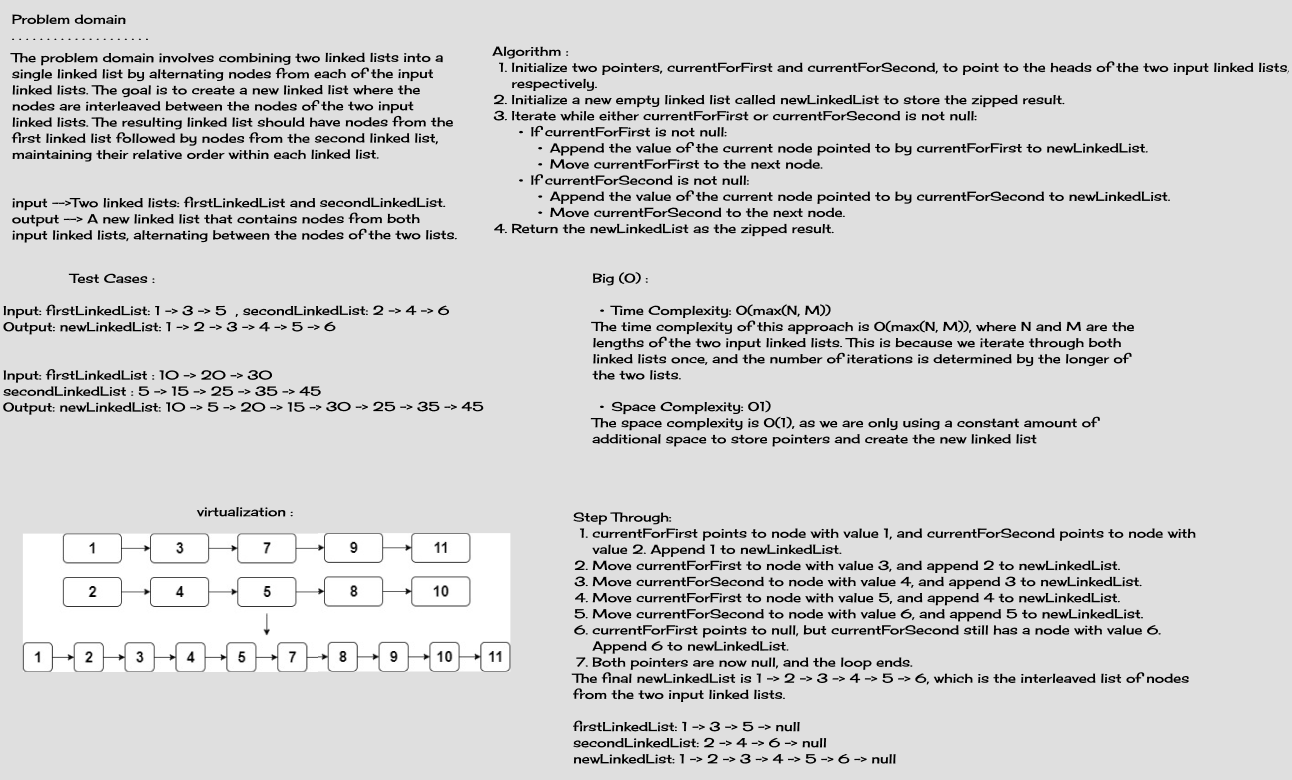 Problem domain
. . . . . . . . . . . . . . . . . . . .
The problem domain involves combining two linked lists into a
single linked list by alternating nodes from each of the input
linked lists. The goal is to create a new linked list where the
nodes are interleaved between the nodes of the two input
linked lists. The resulting linked list should have nodes from the
first linked list followed by nodes from the second linked list,
maintaining their relative order within each linked list.
input -->Two linked lists: firstLinkedList and secondLinkedList.
output --> A new linked list that contains nodes from both
input linked lists, alternating between the nodes of the two lists.
Algorithm :
1. Initialize two pointers, currentForFirst and currentForSecond, to point to the heads of the two input linked lists,
respectively.
2. Initialize a new empty linked list called newLinkedList to store the zipped result.
3. Iterate while either currentForFirst or currentForSecond is not null:
• If currentForFirst is not null:
• Append the value of the current node pointed to by currentForFirst to newLinkedList.
• Move currentForFirst to the next node.
• If currentForSecond is not null:
• Append the value of the current node pointed to by currentForSecond to newLinkedList.
• Move currentForSecond to the next node.
4. Return the newLinkedList as the zipped result.
Test Cases :
Input: firstLinkedList: 1 -> 3 -> 5 , secondLinkedList: 2 -> 4 -> 6
Output: newLinkedList: 1 -> 2 -> 3 -> 4 -> 5 -> 6
Input: firstLinkedList : 10 -> 20 -> 30
secondLinkedList : 5 -> 15 -> 25 -> 35 -> 45
Output: newLinkedList: 10 -> 5 -> 20 -> 15 -> 30 -> 25 -> 35 -> 45
Big (O) :
• Time Complexity: O(max(N, M))
The time complexity of this approach is O(max(N, M)), where N and M are the
lengths of the two input linked lists. This is because we iterate through both
linked lists once, and the number of iterations is determined by the longer of
the two lists.
• Space Complexity: O1)
The space complexity is O(1), as we are only using a constant amount of
additional space to store pointers and create the new linked list
virtualization :
1 3 7 9 11
2 4 5 8 10
1 2 3 4 5 7 8 9 10 11
Step Through:
1. currentForFirst points to node with value 1, and currentForSecond points to node with
value 2. Append 1 to newLinkedList.
2. Move currentForFirst to node with value 3, and append 2 to newLinkedList.
3. Move currentForSecond to node with value 4, and append 3 to newLinkedList.
4. Move currentForFirst to node with value 5, and append 4 to newLinkedList.
5. Move currentForSecond to node with value 6, and append 5 to newLinkedList.
6. currentForFirst points to null, but currentForSecond still has a node with value 6.
Append 6 to newLinkedList.
7. Both pointers are now null, and the loop ends.
The final newLinkedList is 1 -> 2 -> 3 -> 4 -> 5 -> 6, which is the interleaved list of nodes
from the two input linked lists.
firstLinkedList: 1 -> 3 -> 5 -> null
secondLinkedList: 2 -> 4 -> 6 -> null
newLinkedList: 1 -> 2 -> 3 -> 4 -> 5 -> 6 -> null